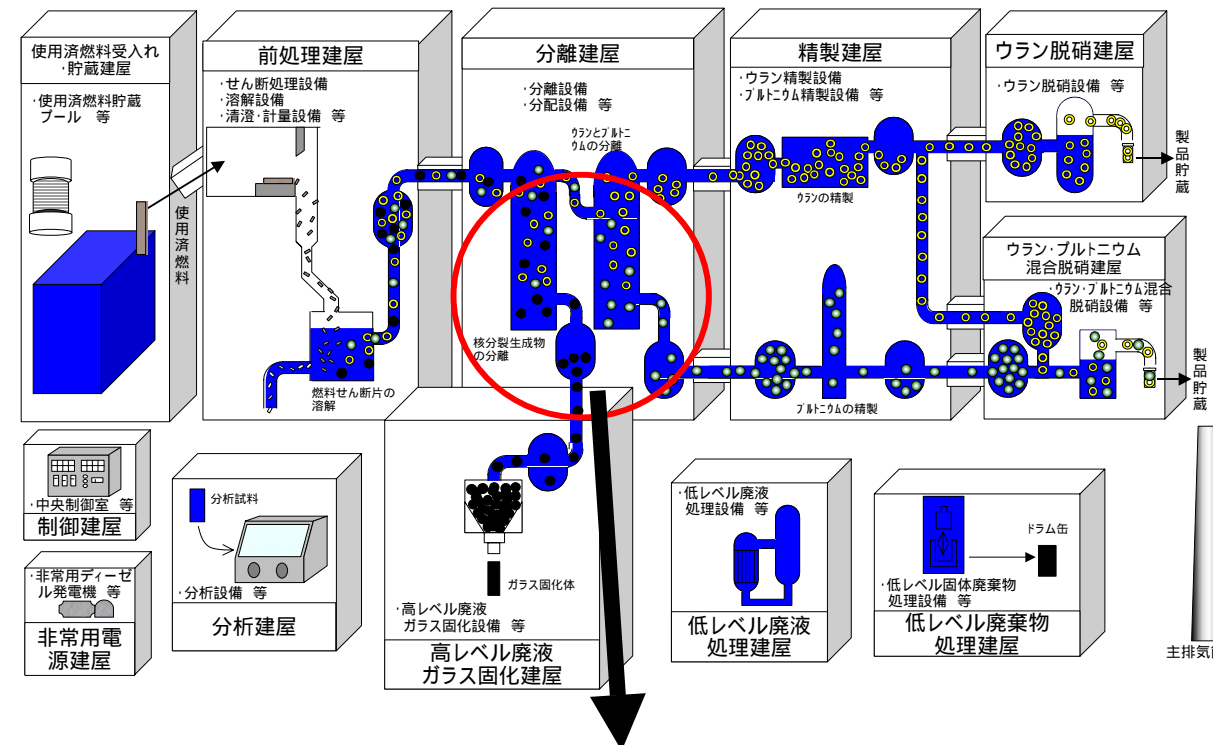 使用済燃料受入れ
・貯蔵建屋
・使用済燃料貯蔵
プール 等
使用済燃料
前処理建屋
・せん断処理設備
・溶解設備
・清澄・計量設備 等
燃料せん断片の
溶解
分離建屋
・分離設備
・分配設備 等
ウランとプルトニ
ウムの分離
核分裂生成物
の分離
精製建屋
・ウラン精製設備
・プルトニウム精製設備 等
ウランの精製
プルトニウムの精製
ウラン脱硝建屋
・ウラン脱硝設備 等
製品貯蔵
ウラン・プルトニウム
混合脱硝建屋
・ウラン・プルトニウム混合
脱硝設備 等
製品貯蔵
・中央制御室 等
制御建屋
・非常用ディーゼ
ル発電機 等
非常用電
源建屋
分析試料
・分析設備 等
分析建屋
ガラス固化体
・高レベル廃液
ガラス固化設備 等
高レベル廃液
ガラス固化建屋
・低レベル廃液
処理設備 等
低レベル廃液
処理建屋
ドラム缶
・低レベル固体廃棄物
処理設備 等
低レベル廃棄物
処理建屋
主排気